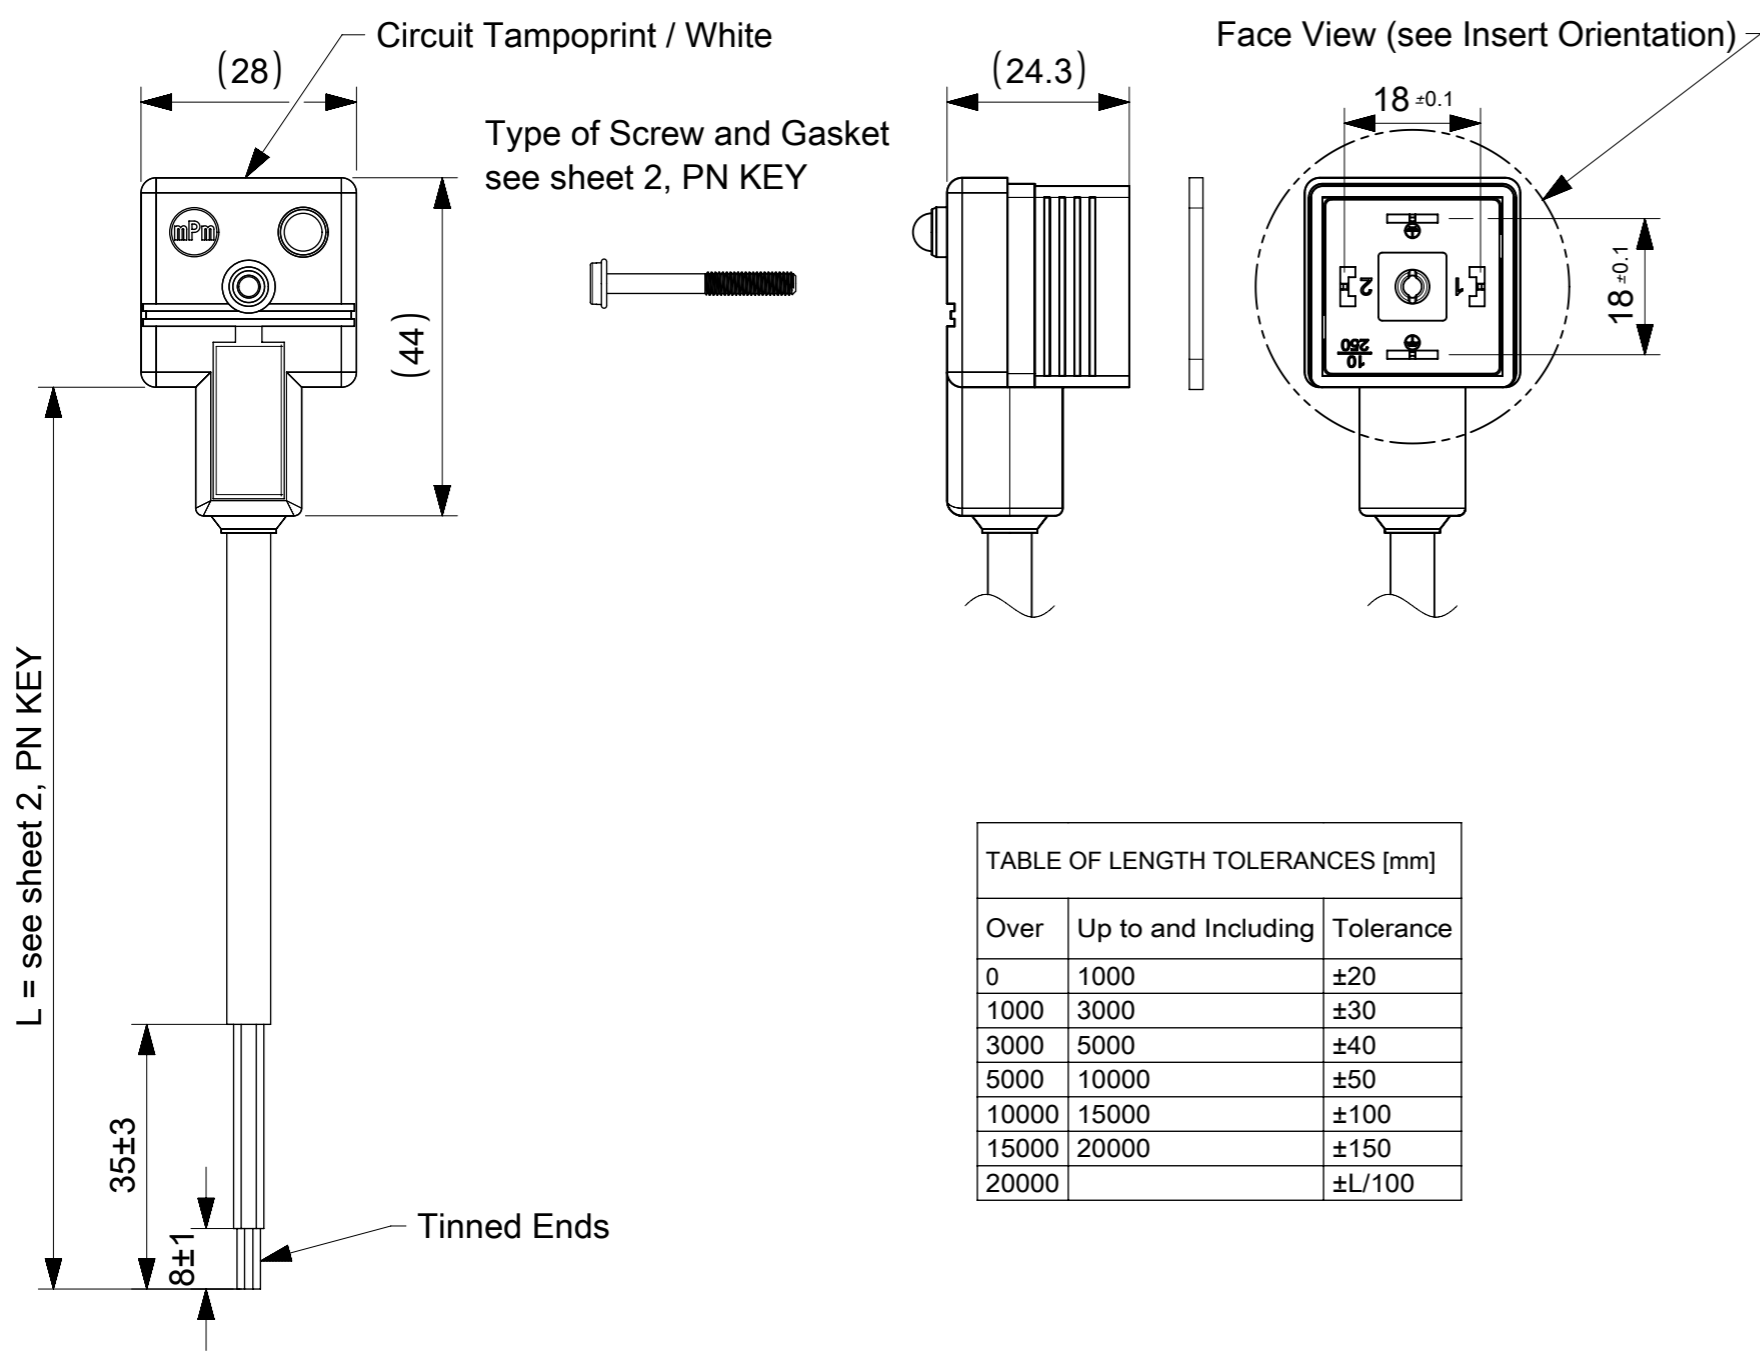 Circuit Tampoprint / White
(28)
Type of Screw and Gasket
see sheet 2, PN KEY
(24.3)
Face View (see Insert Orientation)
18 ±0.1
18 ±0.1
mPm
(44)
2
1
10
250
L = see sheet 2, PN KEY
35±3
8±1
Tinned Ends
TABLE OF LENGTH TOLERANCES [mm]
Over Up to and Including Tolerance
0 1000 ±20
1000 3000 ±30
3000 5000 ±40
5000 10000 ±50
10000 15000 ±100
15000 20000 ±150
20000 ±L/100